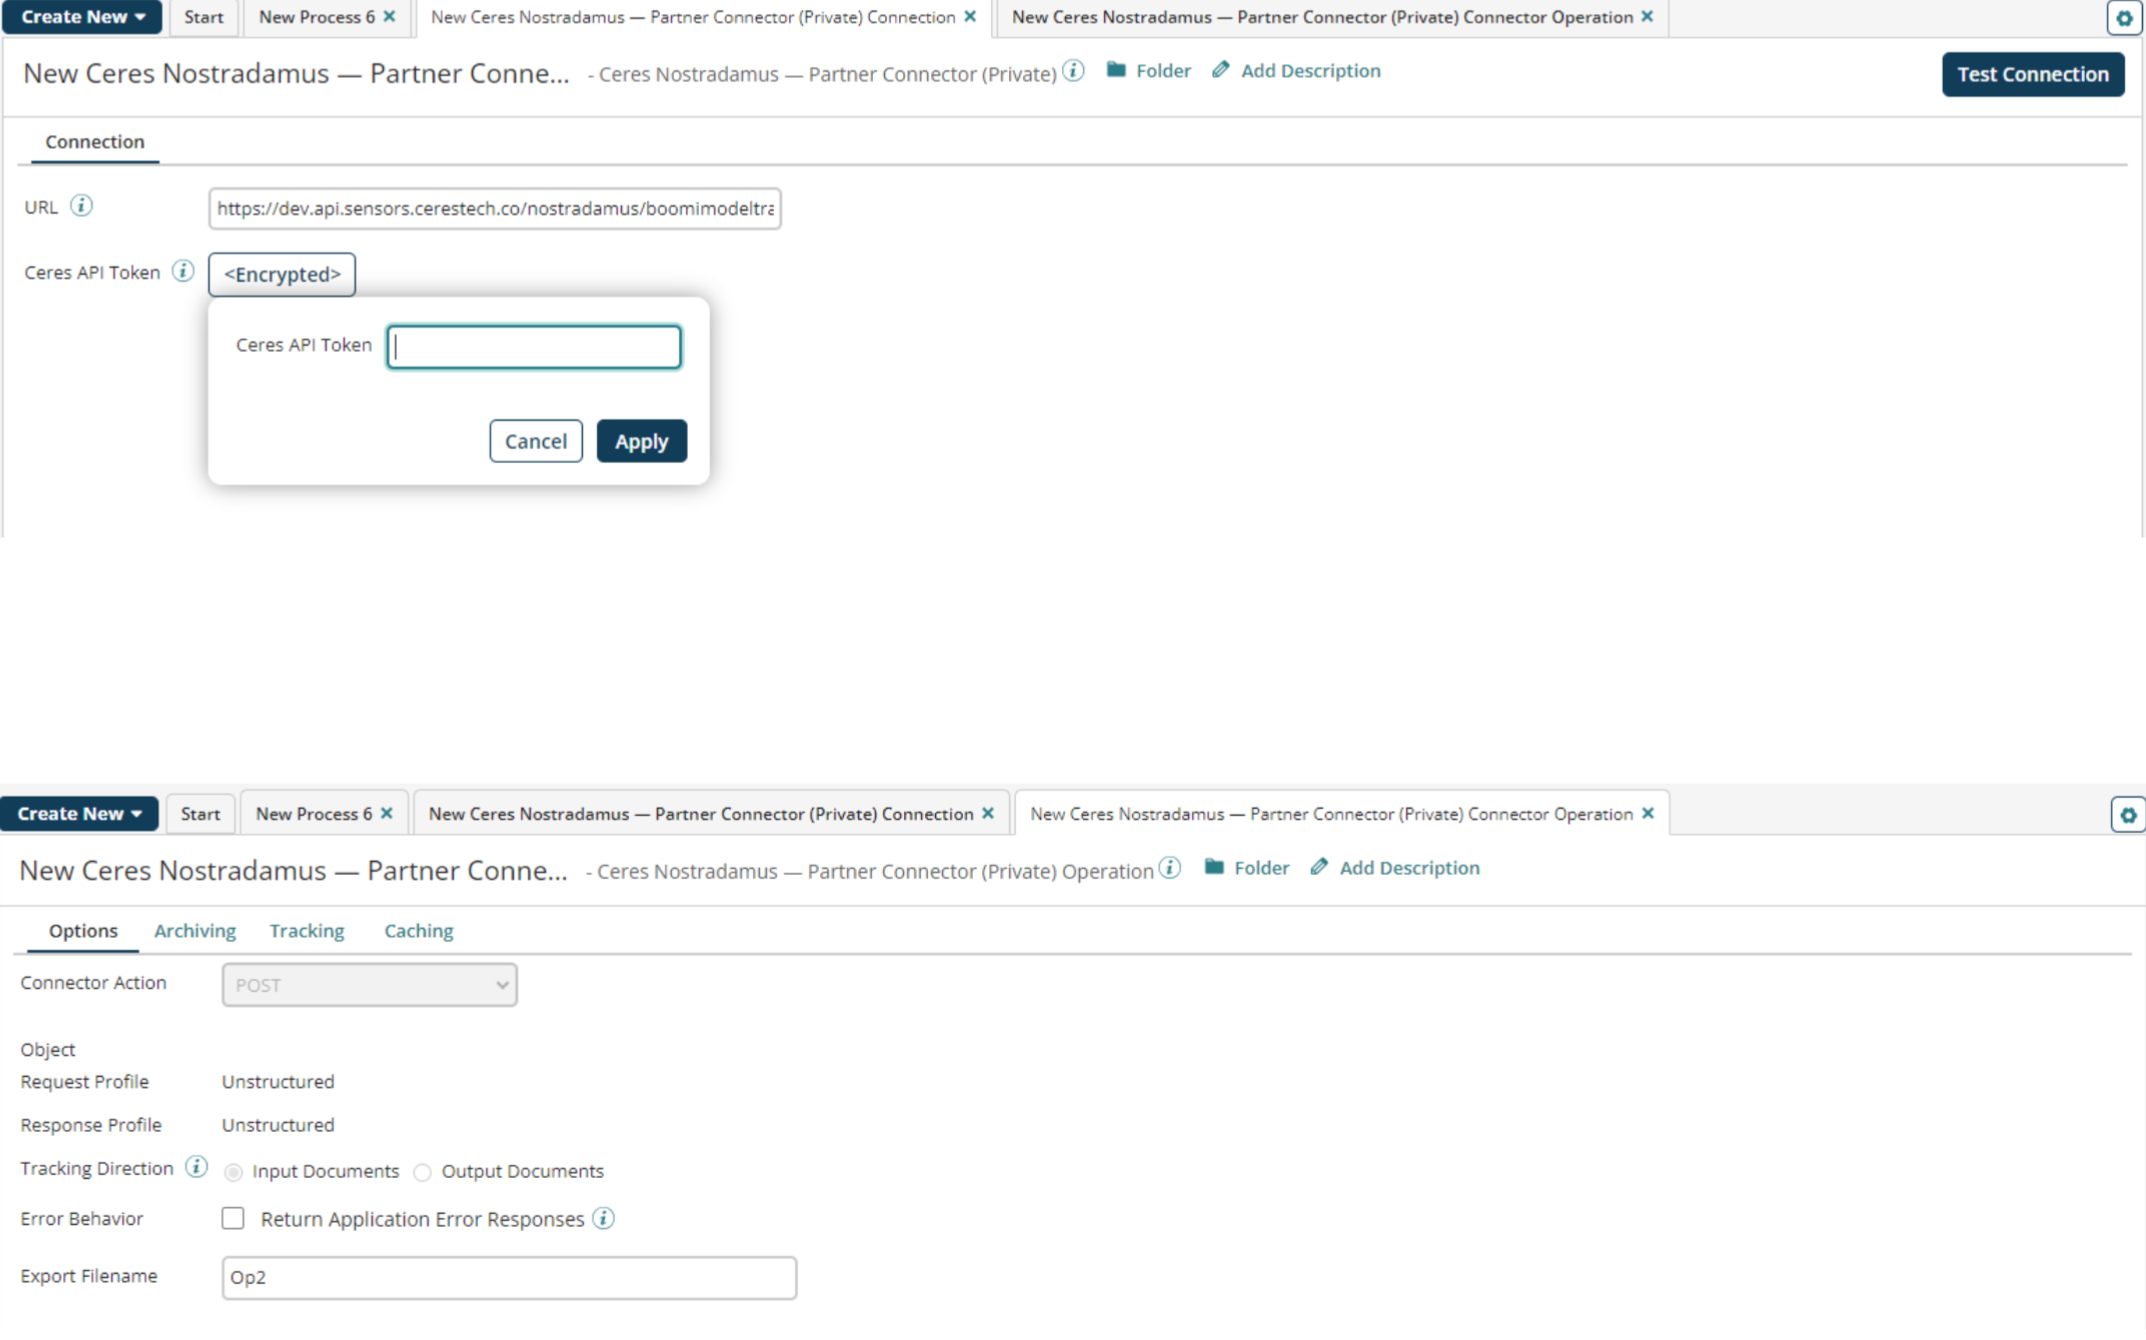 Create New Start New Process 6 × New Ceres Nostradamus — Partner Connector (Private) Connection × New Ceres Nostradamus — Partner Connector (Private) Connector Operation ×
New Ceres Nostradamus — Partner Conne... - Ceres Nostradamus — Partner Connector (Private) i Folder Add Description Test Connection
Connection
URL i https://dev.api.sensors.cerestech.co/nostradamus/boomimodeltra
Ceres API Token i <Encrypted>
Ceres API Token
Cancel Apply
Create New Start New Process 6 × New Ceres Nostradamus — Partner Connector (Private) Connection × New Ceres Nostradamus — Partner Connector (Private) Connector Operation ×
New Ceres Nostradamus — Partner Conne... - Ceres Nostradamus — Partner Connector (Private) Operation i Folder Add Description
Options Archiving Tracking Caching
Connector Action POST
Object
Request Profile Unstructured
Response Profile Unstructured
Tracking Direction i Input Documents Output Documents
Error Behavior Return Application Error Responses i
Export Filename Op2